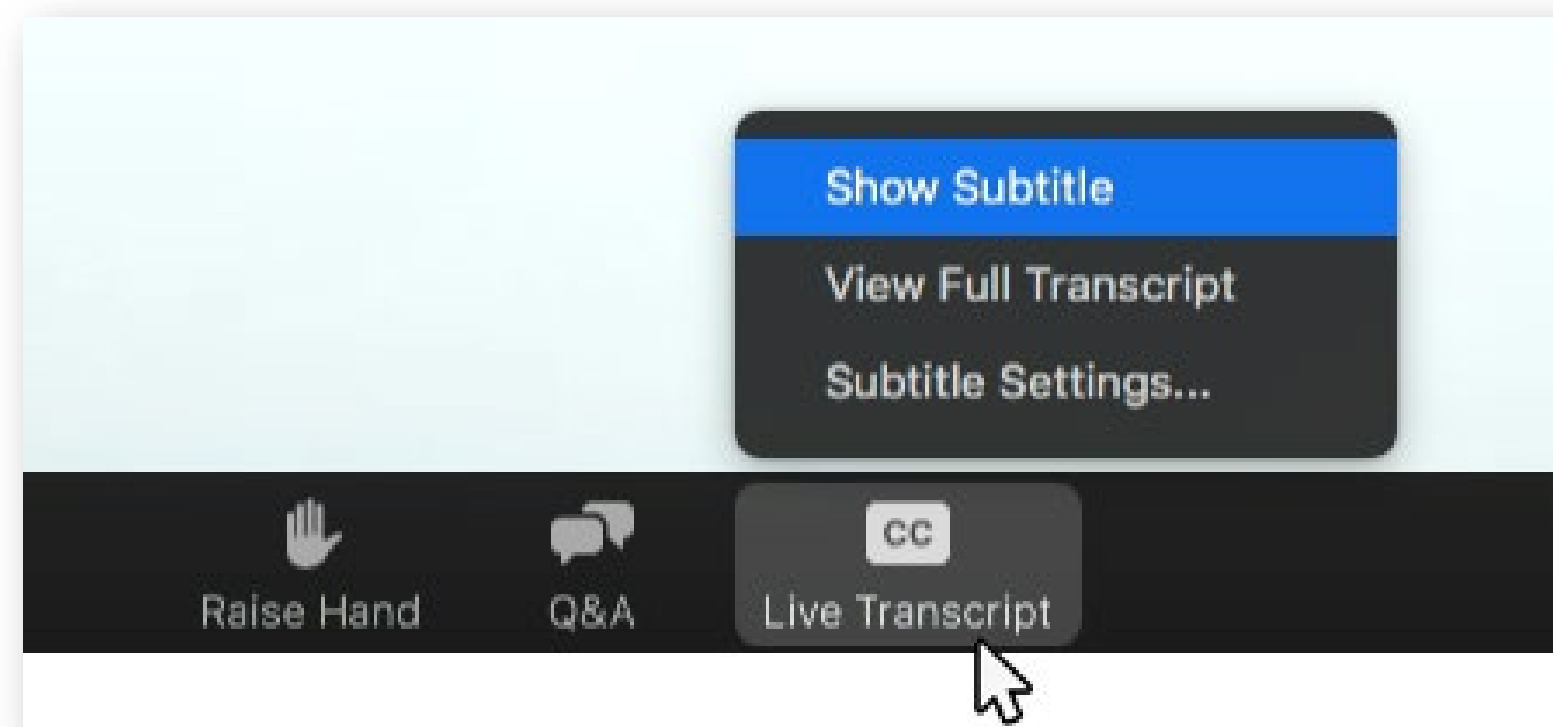 Show Subtitle
View Full Transcript
Subtitle Settings...
CC
Raise Hand
Q&A
Live Transcript